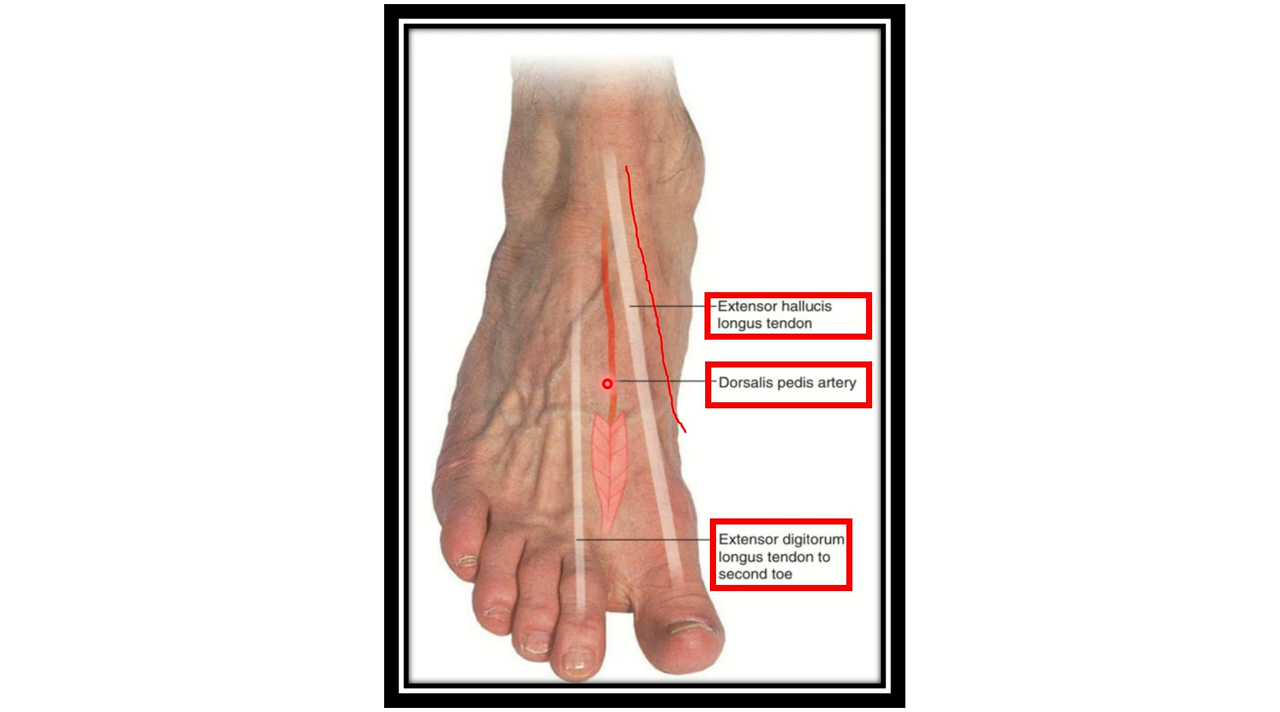 Extensor hallucis
longus tendon
Dorsalis pedis artery
Extensor digitorum
longus tendon to
second toe